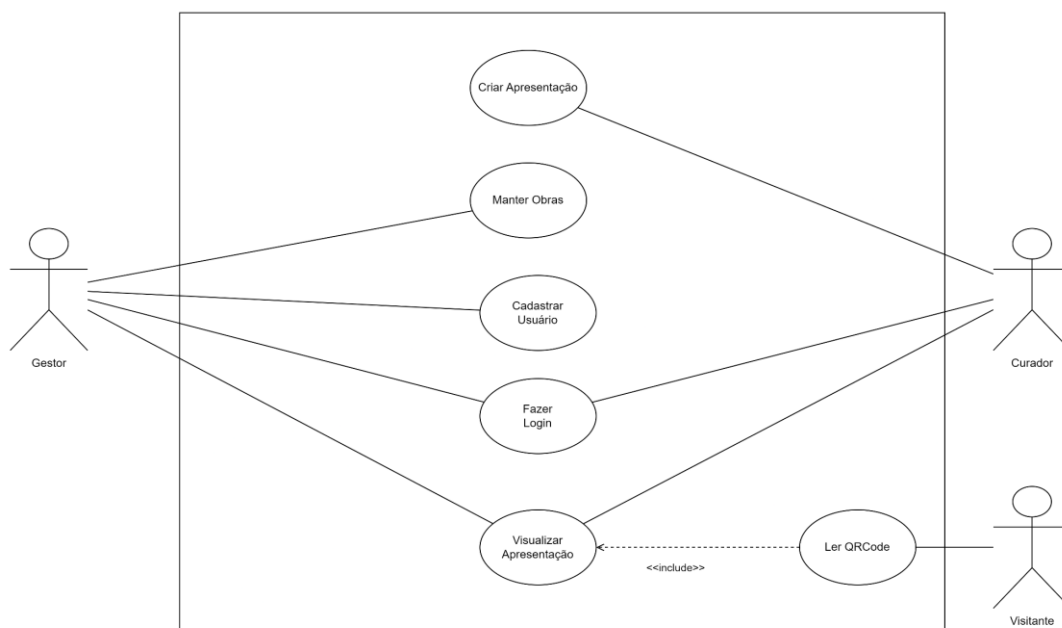 Criar Apresentação
Manter Obras
Cadastrar
Usuário
Gestor
Curador
Fazer
Login
Visualizar
Apresentação
Ler QRCode
<<include>>
Visitante